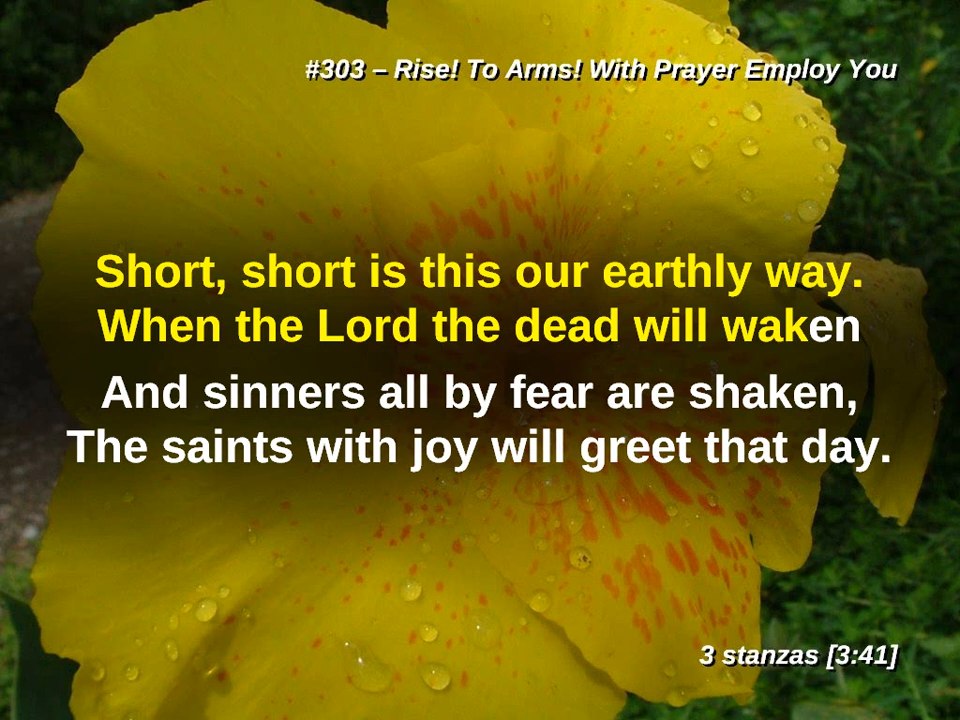 #303 – Rise! To Arms! With Prayer Employ You
Short, short is this our earthly way.
When the Lord the dead will waken
And sinners all by fear are shaken,
The saints with joy will greet that day.
3 stanzas [3:41]